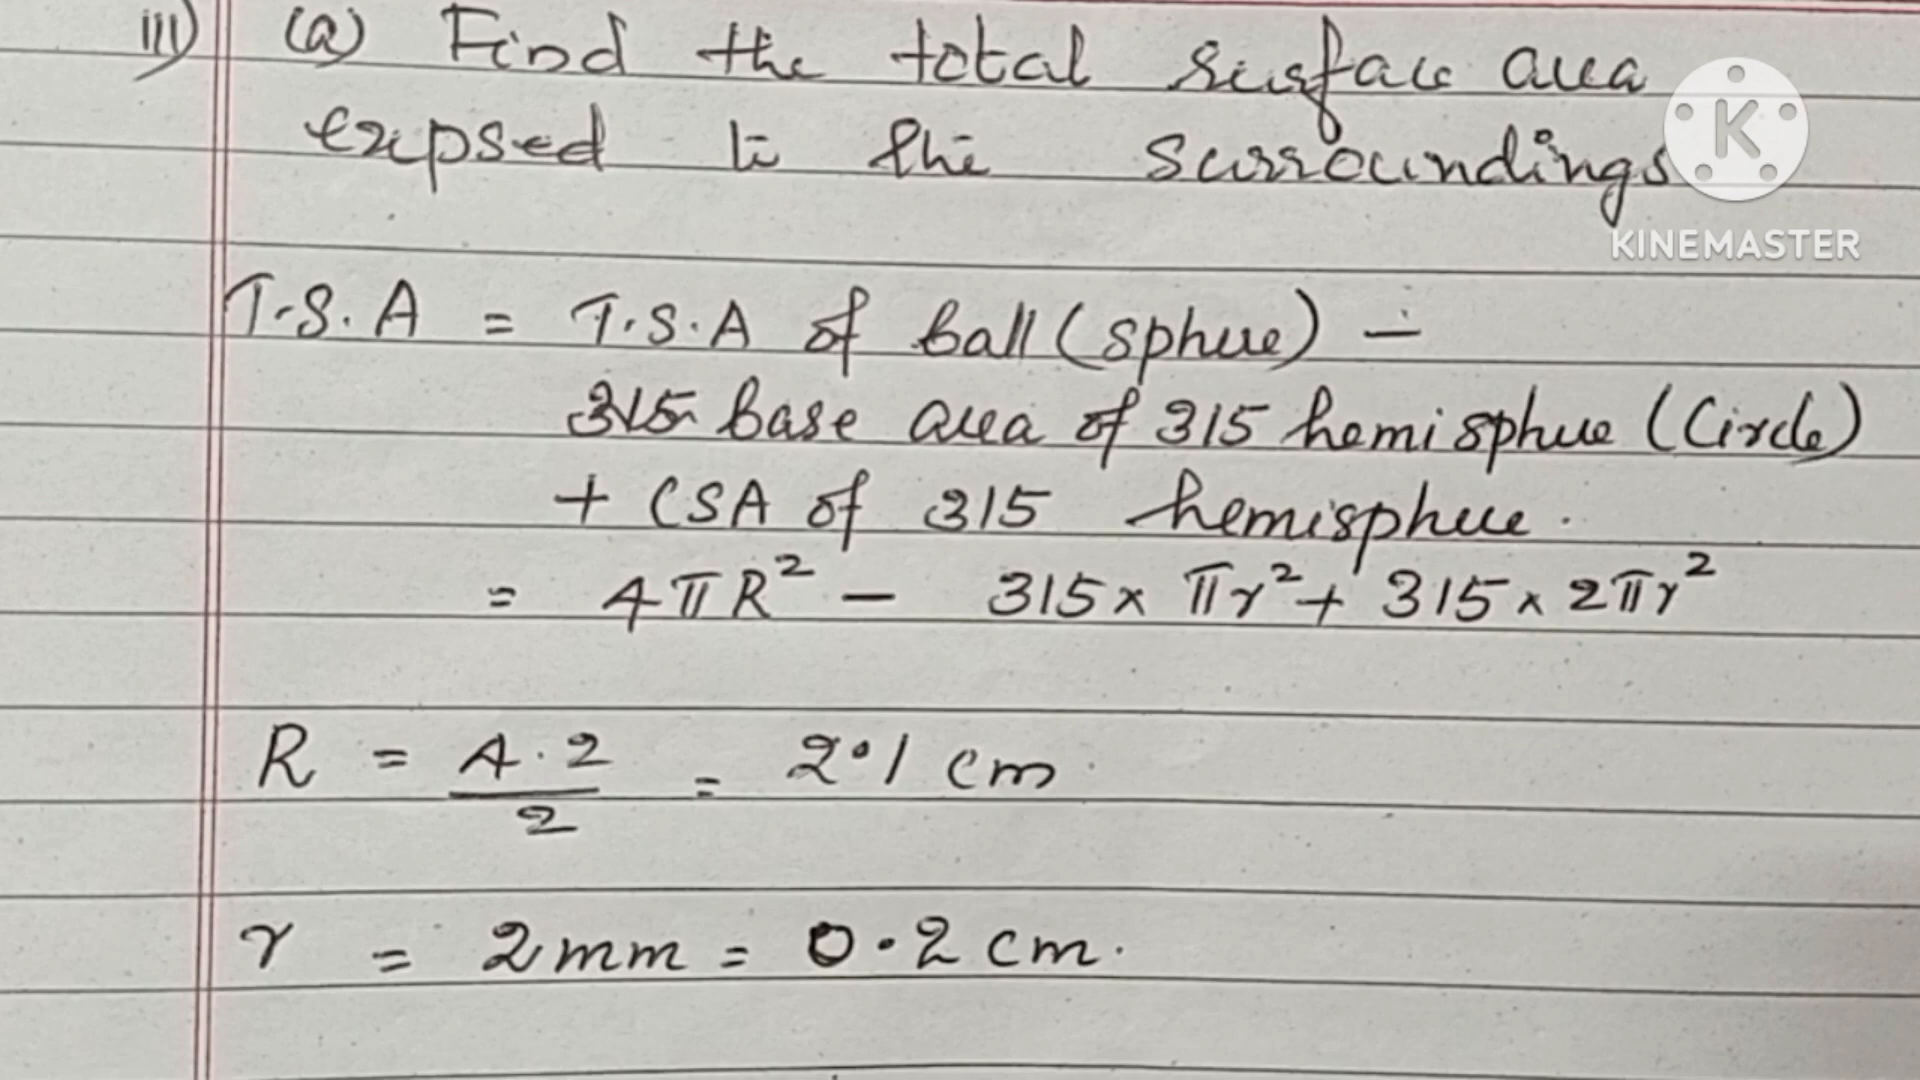 iii) (a) Find the total surface area
expsed to the surroundings
K
KINEMASTER
T.S.A = T.S.A of ball (sphere) -
315 base area of 315 hemisphere (Circle)
+ CSA of 315 hemisphere.
= 4πR² - 315 × πr² + 315 × 2πr²
R = 4.2/2 = 2.1 cm
r = 2mm = 0.2 cm.